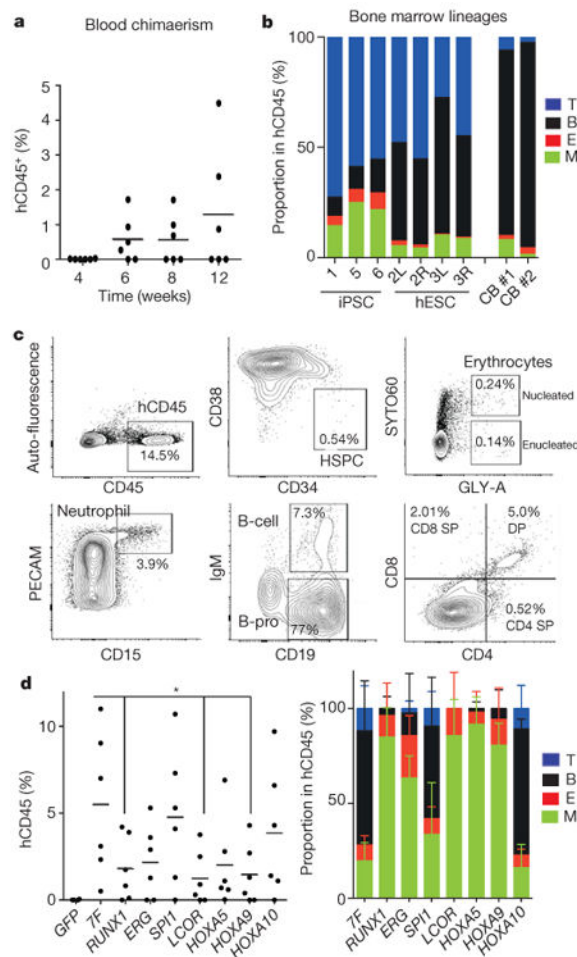 a
Blood chimaerism
hCD45+ (%)
5
4
3
2
1
0
4 6 8 12
Time (weeks)
b
Bone marrow lineages
Proportion in hCD45 (%)
100
50
0
1 5 6 2L 2R 3L 3R CB #1 CB #2
iPSC hESC
T
B
E
M
c
Auto-fluorescence
hCD45
14.5%
CD45
CD38
0.54%
HSPC
CD34
SYTO60
Erythrocytes
0.24%
Nucleated
0.14%
Enucleated
GLY-A
PECAM
Neutrophil
3.9%
CD15
IgM
B-cell
7.3%
B-pro
77%
CD19
CD8
2.01%
CD8 SP
5.0%
DP
0.52%
CD4 SP
CD4
d
hCD45 (%)
10
5
0
*
GFP 7F RUNX1 ERG SPI1 LCOR HOXA5 HOXA9 HOXA10
Proportion in hCD45 (%)
100
50
0
7F RUNX1 ERG SPI1 LCOR HOXA5 HOXA9 HOXA10
T
B
E
M